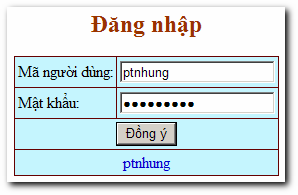 Đăng nhập
Mã người dùng: ptnhung
Mật khẩu: •••••••••
Đồng ý
ptnhung